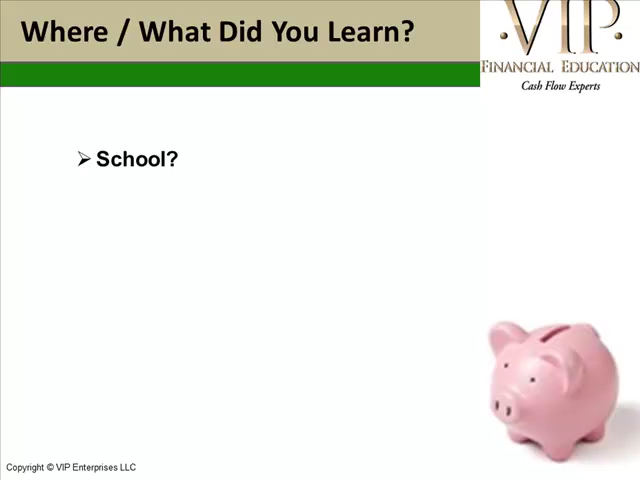 Where / What Did You Learn?
VIP
FINANCIAL EDUCATION
Cash Flow Experts
School?
Copyright © VIP Enterprises LLC